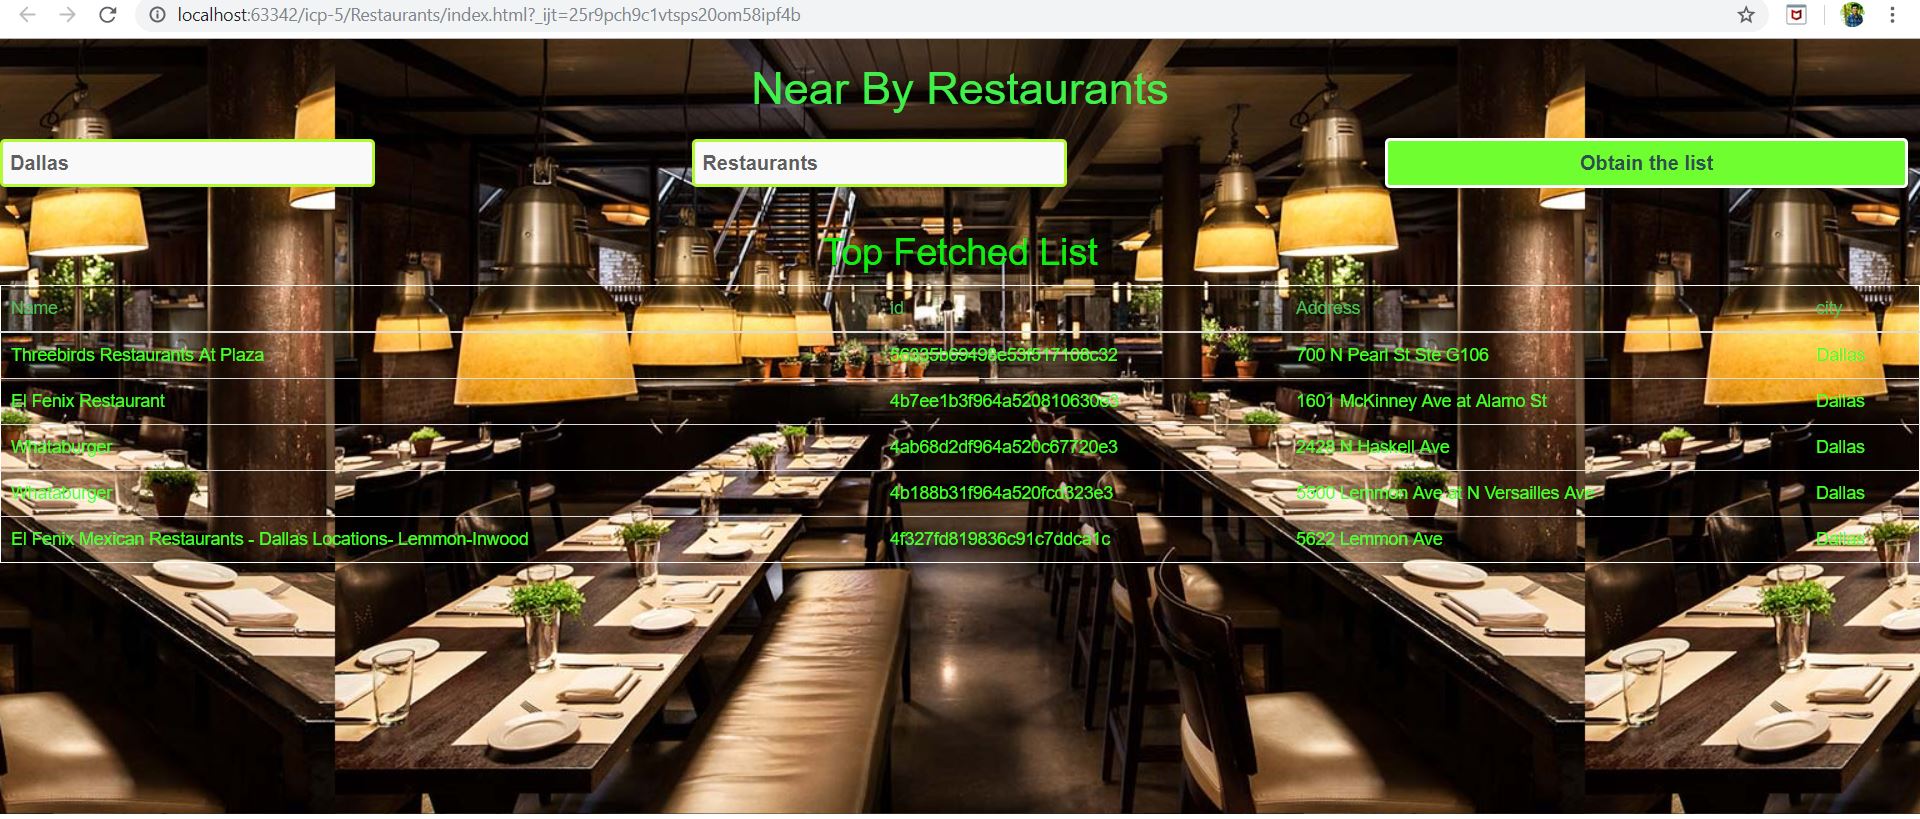 localhost:63342/icp-5/Restaurants/index.html?_ijt=25r9pch9c1vtsps20om58ipf4b
Near By Restaurants
Dallas Restaurants Obtain the list
Top Fetched List
Name id Address city
Threebirds Restaurants At Plaza 700 N Pearl St Ste G106 Dallas
El Fenix Restaurant 4b7ee1b3f964a520810630e3 1601 McKinney Ave at Alamo St Dallas
Whataburger 4ab68d2df964a520c67720e3 2428 N Haskell Ave Dallas
Whataburger 4b188b31f964a520fcd323e3 5500 Lemmon Ave at N Versailles Ave Dallas
El Fenix Mexican Restaurants - Dallas Locations- Lemmon-Inwood 4f327fd819836c91c7ddca1c 5622 Lemmon Ave Dallas